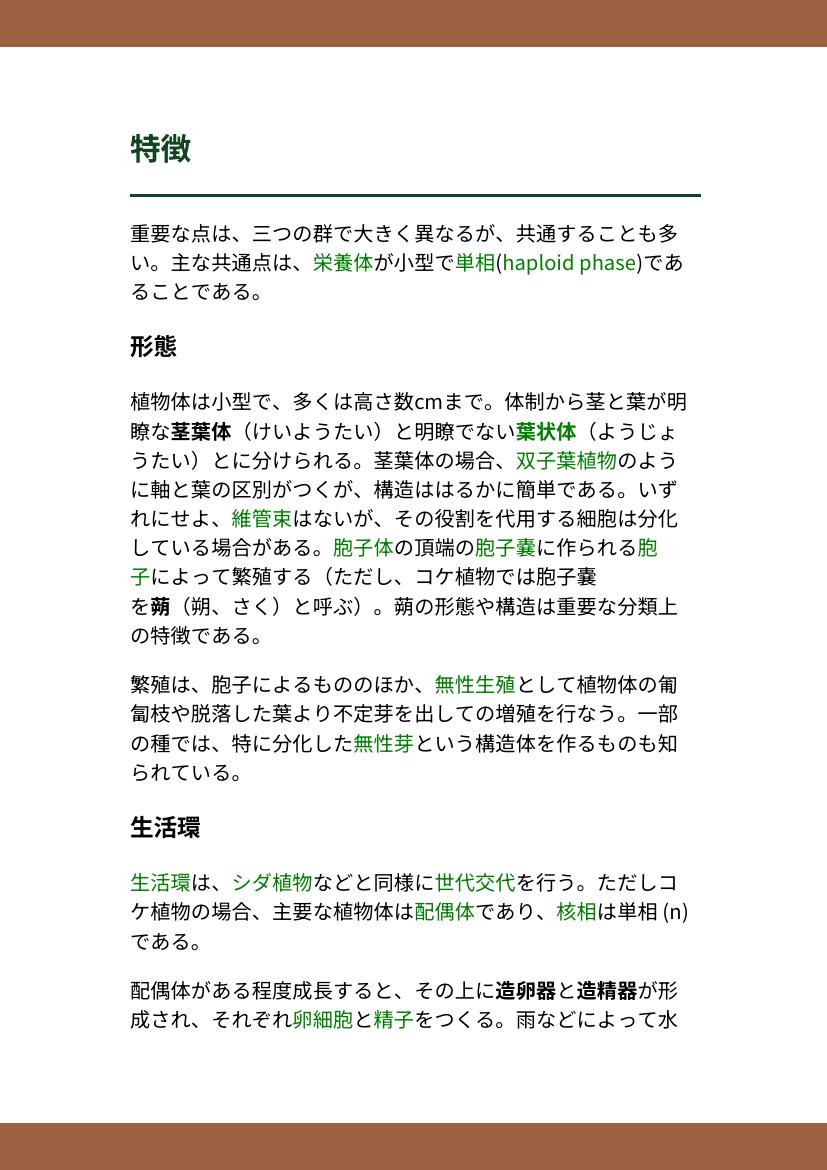 特徴
重要な点は、三つの群で大きく異なるが、共通することも多
い。主な共通点は、栄養体が小型で単相(haploid phase)であ
ることである。
形態
植物体は小型で、多くは高さ数cmまで。体制から茎と葉が明
瞭な茎葉体（けいようたい）と明瞭でない葉状体（ようじょ
うたい）とに分けられる。茎葉体の場合、双子葉植物のよう
に軸と葉の区別がつくが、構造ははるかに簡単である。いず
れにせよ、維管束はないが、その役割を代用する細胞は分化
している場合がある。胞子体の頂端の胞子嚢に作られる胞
子によって繁殖する（ただし、コケ植物では胞子嚢
を蒴（朔、さく）と呼ぶ）。蒴の形態や構造は重要な分類上
の特徴である。
繁殖は、胞子によるもののほか、無性生殖として植物体の匍
匐枝や脱落した葉より不定芽を出しての増殖を行なう。一部
の種では、特に分化した無性芽という構造体を作るものも知
られている。
生活環
生活環は、シダ植物などと同様に世代交代を行う。ただしコ
ケ植物の場合、主要な植物体は配偶体であり、核相は単相 (n)
である。
配偶体がある程度成長すると、その上に造卵器と造精器が形
成され、それぞれ卵細胞と精子をつくる。雨などによって水